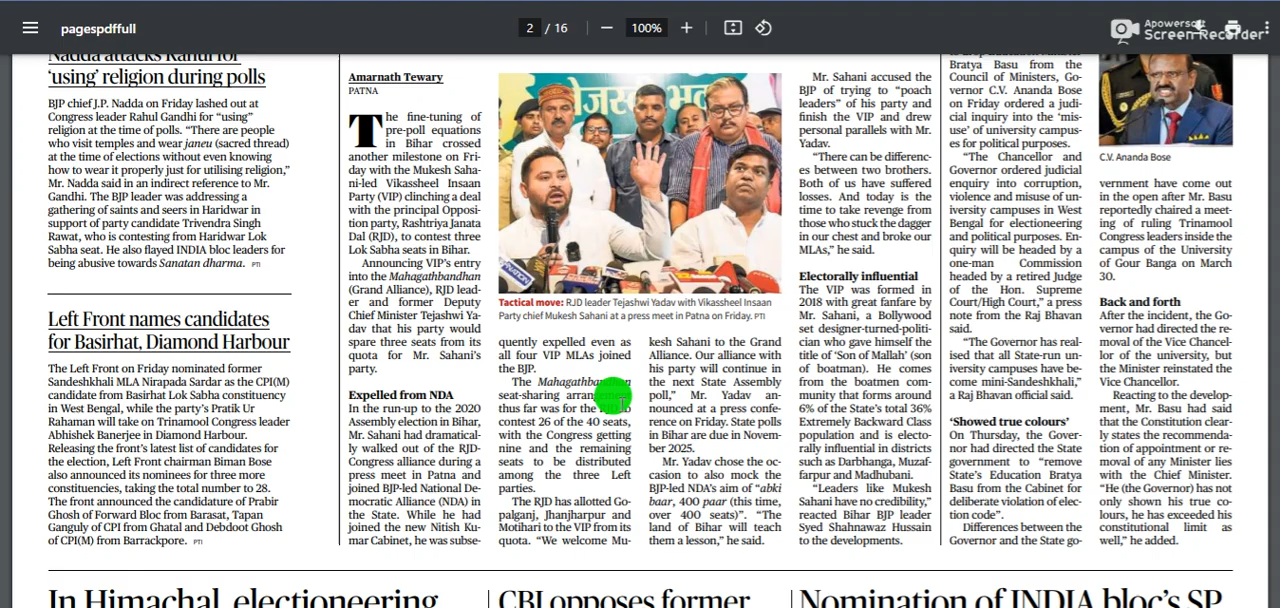 pagespdffull
2 / 16
100%
Apowersoft
Screen Recorder
Nadda attacks Rahul for
‘using’ religion during polls
BJP chief J.P. Nadda on Friday lashed out at
Congress leader Rahul Gandhi for “using”
religion at the time of polls. “There are people
who visit temples and wear janeu (sacred thread)
at the time of elections without even knowing
how to wear it properly just for utilising religion,”
Mr. Nadda said in an indirect reference to Mr.
Gandhi. The BJP leader was addressing a
gathering of saints and seers in Haridwar in
support of party candidate Trivendra Singh
Rawat, who is contesting from Haridwar Lok
Sabha seat. He also flayed INDIA bloc leaders for
being abusive towards Sanatan dharma. PTI
Left Front names candidates
for Basirhat, Diamond Harbour
The Left Front on Friday nominated former
Sandeshkhali MLA Nirapada Sardar as the CPI(M)
candidate from Basirhat Lok Sabha constituency
in West Bengal, while the party’s Pratik Ur
Rahaman will take on Trinamool Congress leader
Abhishek Banerjee in Diamond Harbour.
Releasing the front’s latest list of candidates for
the election, Left Front chairman Biman Bose
also announced its nominees for three more
constituencies, taking the total number to 28.
The front announced the candidature of Prabir
Ghosh of Forward Bloc from Barasat, Tapan
Ganguly of CPI from Ghatal and Debdoot Ghosh
of CPI(M) from Barrackpore. PTI
Amarnath Tewary
PATNA
The fine-tuning of
pre-poll equations
in Bihar crossed
another milestone on Fri-
day with the Mukesh Saha-
ni-led Vikassheel Insaan
Party (VIP) clinching a deal
with the principal Opposi-
tion party, Rashtriya Janata
Dal (RJD), to contest three
Lok Sabha seats in Bihar.
Announcing VIP’s entry
into the Mahagathbandhan
(Grand Alliance), RJD lead-
er and former Deputy
Chief Minister Tejashwi Ya-
dav that his party would
spare three seats from its
quota for Mr. Sahani’s
party.
Expelled from NDA
In the run-up to the 2020
Assembly election in Bihar,
Mr. Sahani had dramatical-
ly walked out of the RJD-
Congress alliance during a
press meet in Patna and
joined BJP-led National De-
mocratic Alliance (NDA) in
the State. While he had
joined the new Nitish Ku-
mar Cabinet, he was subse-
Tactical move: RJD leader Tejashwi Yadav with Vikassheel Insaan
Party chief Mukesh Sahani at a press meet in Patna on Friday. PTI
quently expelled even as
all four VIP MLAs joined
the BJP.
The Mahagathbandhan
seat-sharing arrangement
thus far was for the
contest 26 of the 40 seats,
with the Congress getting
nine and the remaining
seats to be distributed
among the three Left
parties.
The RJD has allotted Go-
palganj, Jhanjharpur and
Motihari to the VIP from its
quota. “We welcome Mu-
kesh Sahani to the Grand
Alliance. Our alliance with
his party will continue in
the next State Assembly
poll,” Mr. Yadav an-
nounced at a press confe-
rence on Friday. State polls
in Bihar are due in Novem-
ber 2025.
Mr. Yadav chose the oc-
casion to also mock the
BJP-led NDA’s aim of “abki
baar, 400 paar (this time,
over 400 seats)”. “The
land of Bihar will teach
them a lesson,” he said.
Mr. Sahani accused the
BJP of trying to “poach
leaders” of his party and
finish the VIP and drew
personal parallels with Mr.
Yadav.
“There can be differenc-
es between two brothers.
Both of us have suffered
losses. And today is the
time to take revenge from
those who stuck the dagger
in our chest and broke our
MLAs,” he said.
Electorally influential
The VIP was formed in
2018 with great fanfare by
Mr. Sahani, a Bollywood
set designer-turned-politi-
cian who gave himself the
title of ‘Son of Mallah’ (son
of boatman). He comes
from the boatmen com-
munity that forms around
6% of the State’s total 36%
Extremely Backward Class
population and is electo-
rally influential in districts
such as Darbhanga, Muzaf-
farpur and Madhubani.
“Leaders like Mukesh
Sahani have no credibility,”
reacted Bihar BJP leader
Syed Shahnawaz Hussain
to the developments.
Bratya Basu from the
Council of Ministers, Go-
vernor C.V. Ananda Bose
on Friday ordered a judi-
cial inquiry into the ‘mis-
use’ of university campus-
es for political purposes.
“The Chancellor and
Governor ordered judicial
enquiry into corruption,
violence and misuse of un-
iversity campuses in West
Bengal for electioneering
and political purposes. En-
quiry will be headed by a
one-man Commission
headed by a retired Judge
of the Hon. Supreme
Court/High Court,” a press
note from the Raj Bhavan
said.
“The Governor has real-
ised that all State-run un-
iversity campuses have be-
come mini-Sandeshkhali,”
a Raj Bhavan official said.
‘Showed true colours’
On Thursday, the Gover-
nor had directed the State
government to “remove
State’s Education Bratya
Basu from the Cabinet for
deliberate violation of elec-
tion code”.
Differences between the
Governor and the State go-
C.V. Ananda Bose
vernment have come out
in the open after Mr. Basu
reportedly chaired a meet-
ing of ruling Trinamool
Congress leaders inside the
campus of the University
of Gour Banga on March
30.
Back and forth
After the incident, the Go-
vernor had directed the re-
moval of the Vice Chancel-
lor of the university, but
the Minister reinstated the
Vice Chancellor.
Reacting to the develop-
ment, Mr. Basu had said
that the Constitution clear-
ly states the recommenda-
tion of appointment or re-
moval of any Minister lies
with the Chief Minister.
“He (the Governor) has not
only shown his true co-
lours, he has exceeded his
constitutional limit as
well,” he added.
In Himachal, electioneering
CBI opposes former
Nomination of INDIA bloc’s SP